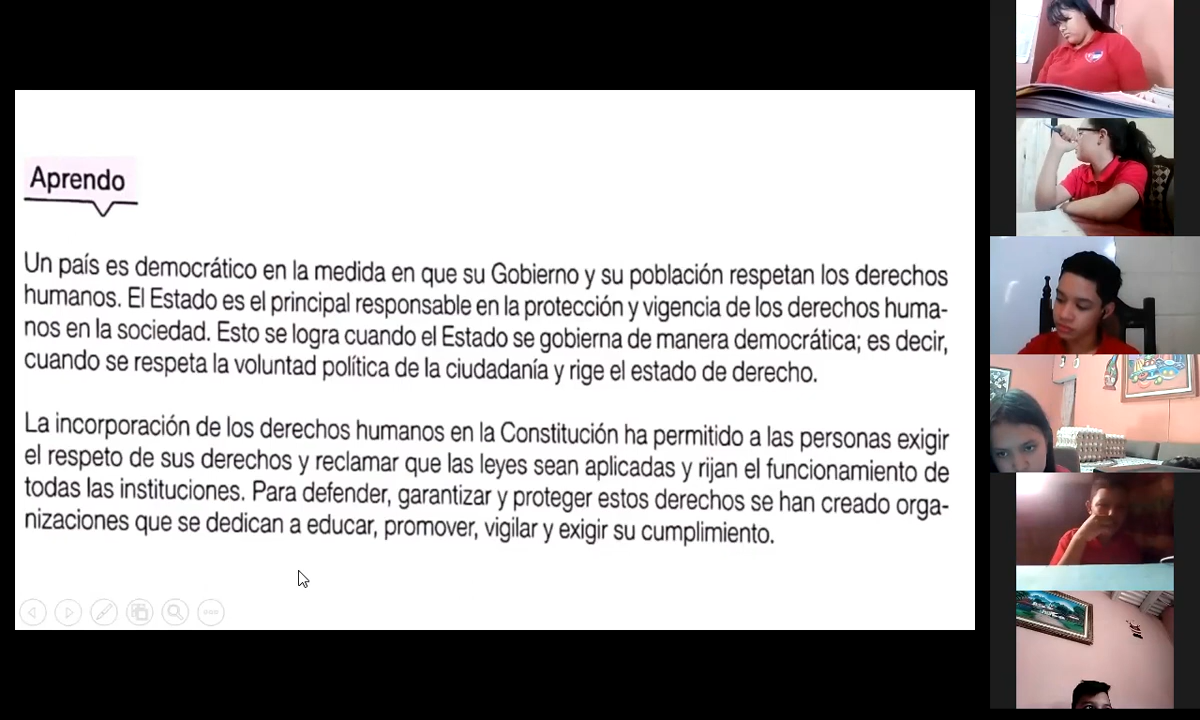 Aprendo
Un país es democrático en la medida en que su Gobierno y su población respetan los derechos
humanos. El Estado es el principal responsable en la protección y vigencia de los derechos huma-
nos en la sociedad. Esto se logra cuando el Estado se gobierna de manera democrática; es decir,
cuando se respeta la voluntad política de la ciudadanía y rige el estado de derecho.
La incorporación de los derechos humanos en la Constitución ha permitido a las personas exigir
el respeto de sus derechos y reclamar que las leyes sean aplicadas y rijan el funcionamiento de
todas las instituciones. Para defender, garantizar y proteger estos derechos se han creado orga-
nizaciones que se dedican a educar, promover, vigilar y exigir su cumplimiento.